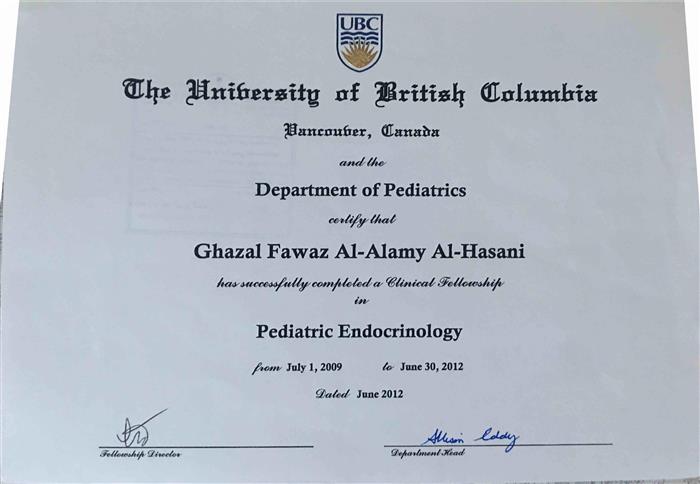 UBC
The University of British Columbia
Vancouver, Canada
and the
Department of Pediatrics
certify that
Ghazal Fawaz Al-Alamy Al-Hasani
has successfully completed a Clinical Fellowship
in
Pediatric Endocrinology
from July 1, 2009 to June 30, 2012
Dated June 2012
Allison Eddy
Fellowship Director Department Head